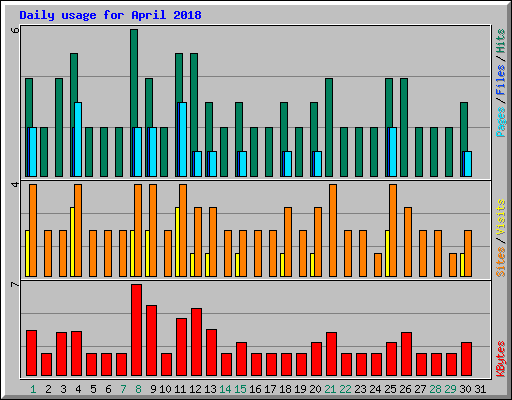 Daily usage for April 2018
6
Pages/Files/Hits
4
Sites/Visits
7
KBytes
1 2 3 4 5 6 7 8 9 10 11 12 13 14 15 16 17 18 19 20 21 22 23 24 25 26 27 28 29 30 31